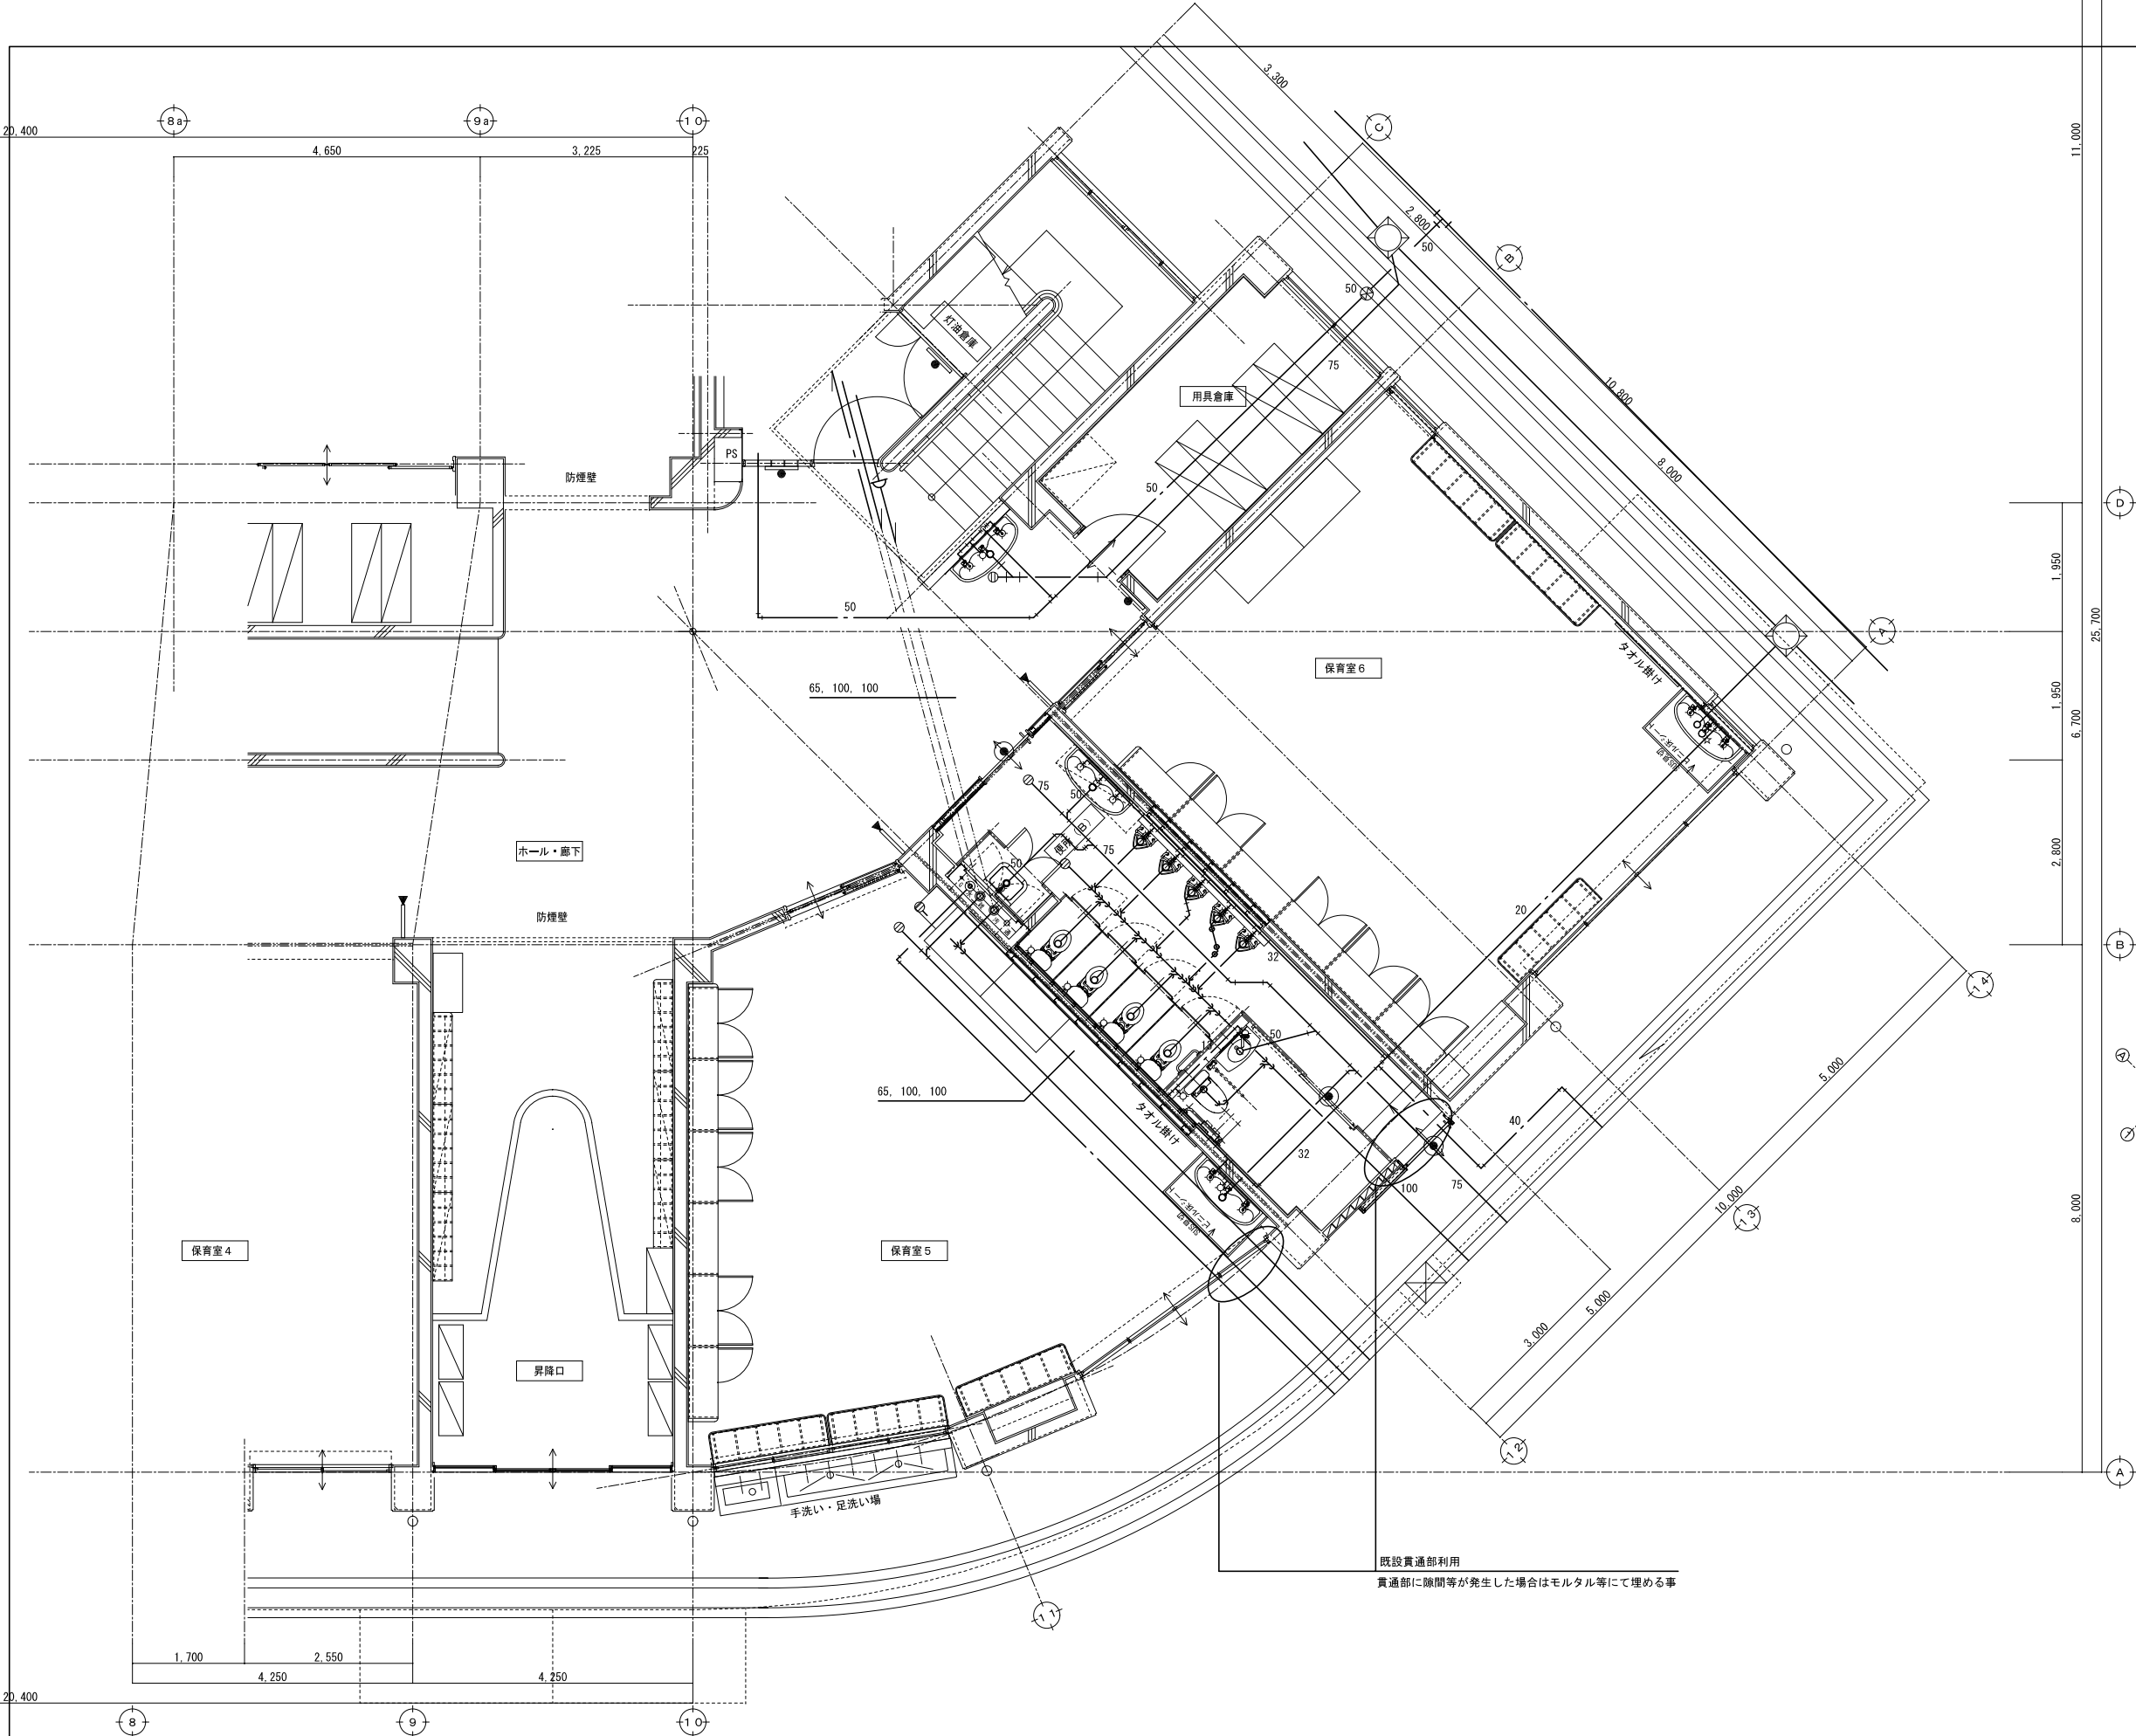 3,300
8a
9a
10
C
20,400
4,650
3,225
225
11,000
2,800
50
B
50
灯油倉庫
75
用具倉庫
10,800
PS
防煙壁
8,000
50
D
1,950
50
A
25,700
タオル掛け
保育室6
65, 100, 100
1,950
6,700
75
50
便所
75
50
ホール・廊下
2,800
防煙壁
20
B
32
14
50
13
5,000
65, 100, 100
タオル掛け
40
32
100
75
10,000
13
8,000
保育室4
保育室5
5,000
3,000
昇降口
12
A
手洗い・足洗い場
既設貫通部利用
貫通部に隙間等が発生した場合はモルタル等にて埋める事
11
1,700
2,550
4,250
4,250
20,400
8
9
10